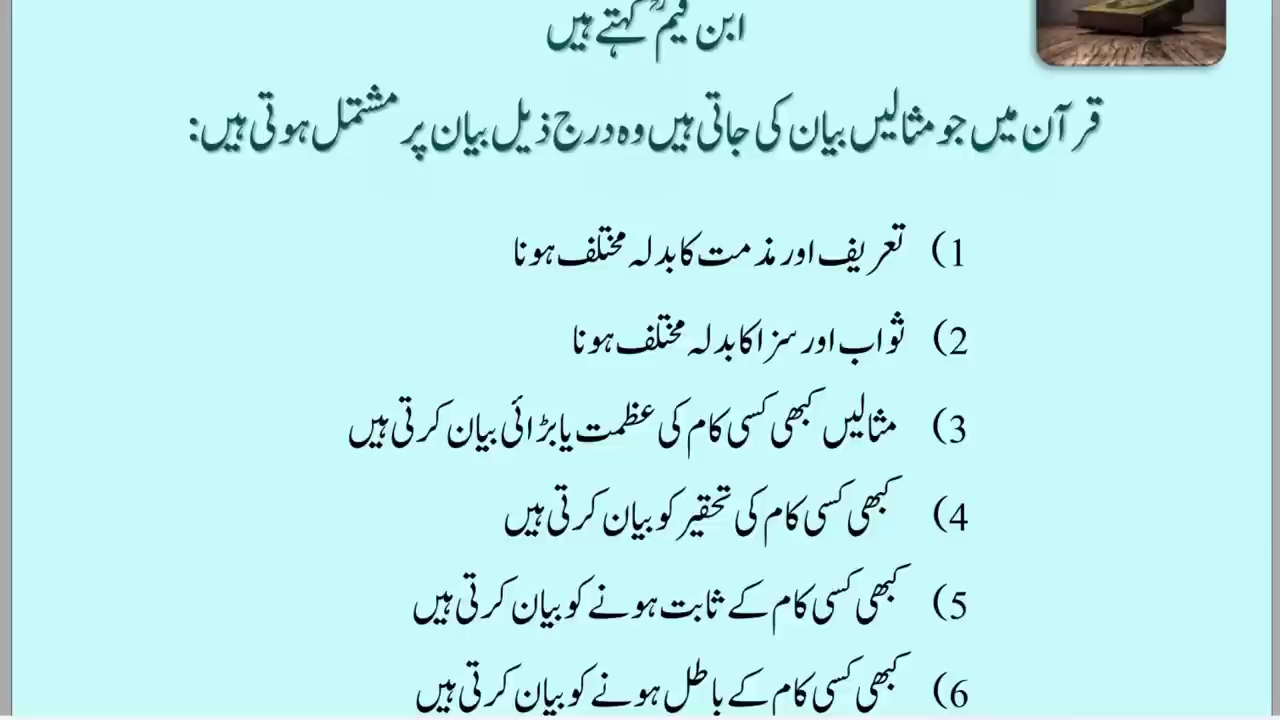 ابن قیمؒ کہتے ہیں
قرآن میں جو مثالیں بیان کی جاتی ہیں وہ درج ذیل بیان پر مشتمل ہوتی ہیں:
1) تعریف اور مذمت کا بدلہ مختلف ہونا
2) ثواب اور سزا کا بدلہ مختلف ہونا
3) مثالیں کبھی کسی کام کی عظمت یا بڑائی بیان کرتی ہیں
4) کبھی کسی کام کی تحقیر کو بیان کرتی ہیں
5) کبھی کسی کام کے ثابت ہونے کو بیان کرتی ہیں
6) کبھی کسی کام کے باطل ہونے کو بیان کرتی ہیں